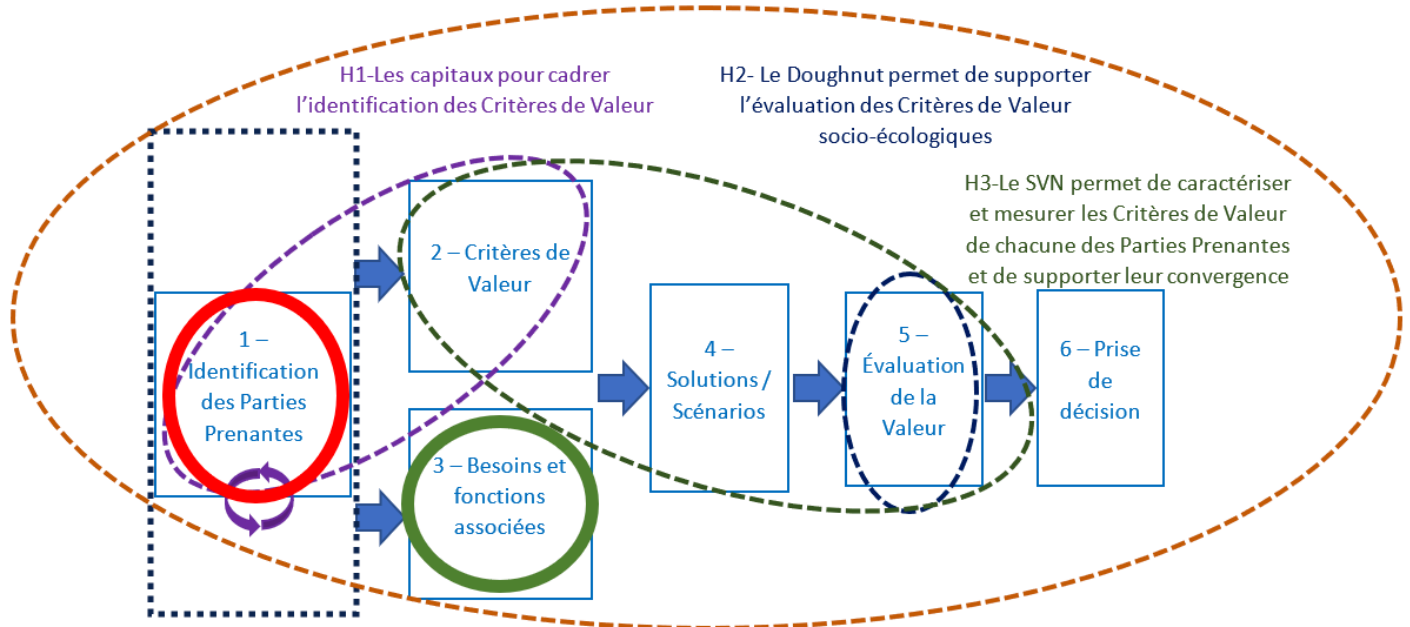 H1-Les capitaux pour cadrer
l’identification des Critères de Valeur
H2- Le Doughnut permet de supporter
l’évaluation des Critères de Valeur
socio-écologiques
H3-Le SVN permet de caractériser
et mesurer les Critères de Valeur
de chacune des Parties Prenantes
et de supporter leur convergence
1 –
Identification
des Parties
Prenantes
2 – Critères de
Valeur
3 – Besoins et
fonctions
associées
4 –
Solutions /
Scénarios
5 –
Évaluation
de la
Valeur
6 – Prise
de
décision